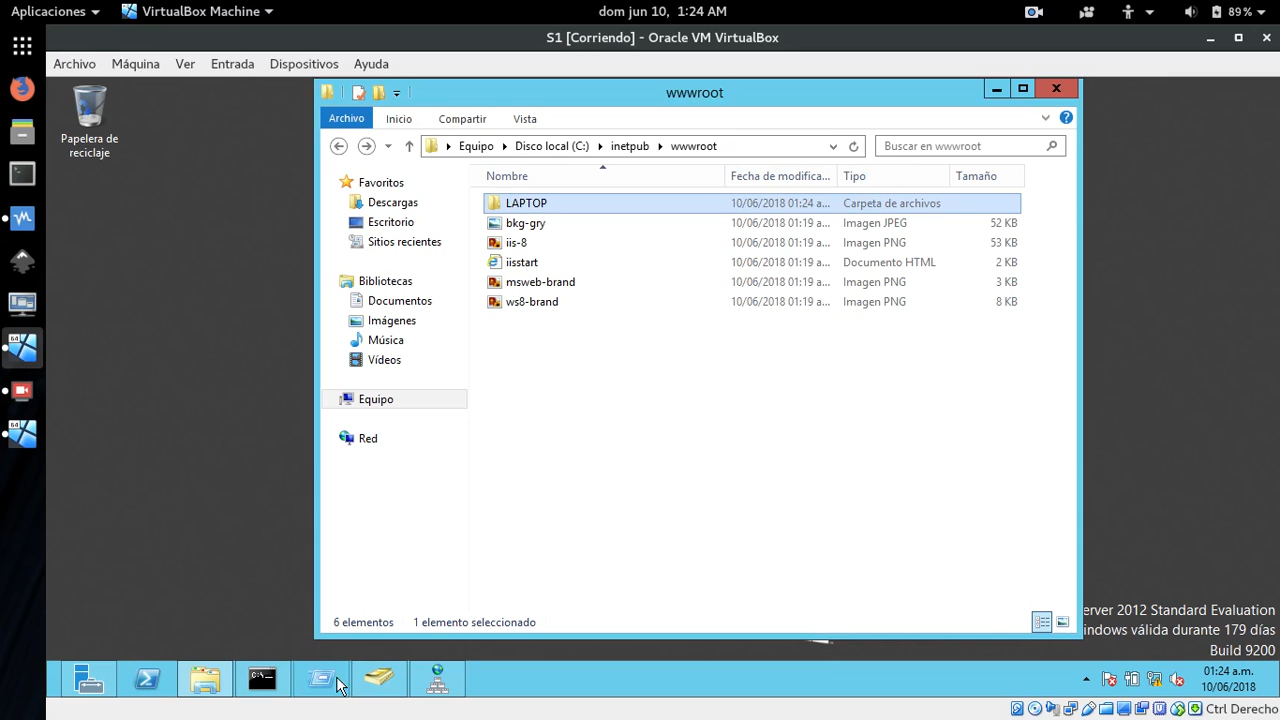 Aplicaciones VirtualBox Machine dom jun 10, 1:24 AM 89%
S1 [Corriendo] - Oracle VM VirtualBox
Archivo Máquina Ver Entrada Dispositivos Ayuda
Papelera de
reciclaje
wwwroot
Archivo Inicio Compartir Vista
Equipo Disco local (C:) inetpub wwwroot Buscar en wwwroot
Nombre Fecha de modifica... Tipo Tamaño
Favoritos
Descargas
Escritorio
Sitios recientes
Bibliotecas
Documentos
Imágenes
Música
Vídeos
Equipo
Red
LAPTOP 10/06/2018 01:24 a... Carpeta de archivos
bkg-gry 10/06/2018 01:19 a... Imagen JPEG 52 KB
iis-8 10/06/2018 01:19 a... Imagen PNG 53 KB
iisstart 10/06/2018 01:19 a... Documento HTML 2 KB
msweb-brand 10/06/2018 01:19 a... Imagen PNG 3 KB
ws8-brand 10/06/2018 01:19 a... Imagen PNG 8 KB
6 elementos 1 elemento seleccionado
erver 2012 Standard Evaluation
indows válida durante 179 días
Build 9200
01:24 a.m.
10/06/2018
Ctrl Derecho